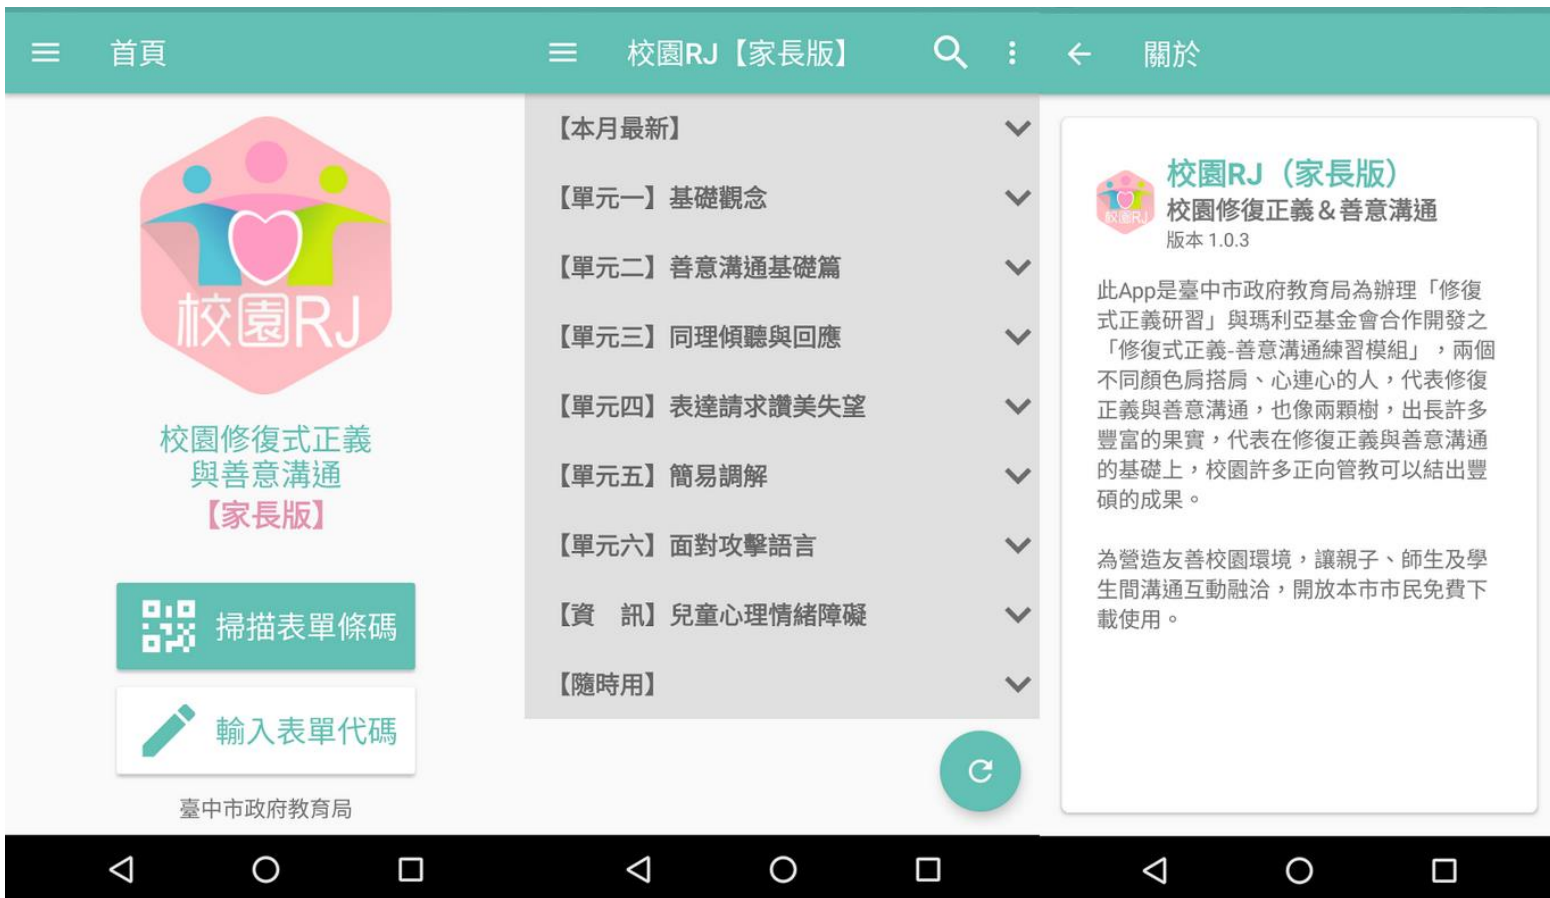 首頁
校園RJ
校園修復式正義
與善意溝通
【家長版】
掃描表單條碼
輸入表單代碼
臺中市政府教育局
校園RJ【家長版】
【本月最新】
【單元一】基礎觀念
【單元二】善意溝通基礎篇
【單元三】同理傾聽與回應
【單元四】表達請求讚美失望
【單元五】簡易調解
【單元六】面對攻擊語言
【資　訊】兒童心理情緒障礙
【隨時用】
關於
校園RJ
校園RJ（家長版）
校園修復正義＆善意溝通
版本 1.0.3
此App是臺中市政府教育局為辦理「修復
式正義研習」與瑪利亞基金會合作開發之
「修復式正義-善意溝通練習模組」，兩個
不同顏色肩搭肩、心連心的人，代表修復
正義與善意溝通，也像兩顆樹，出長許多
豐富的果實，代表在修復正義與善意溝通
的基礎上，校園許多正向管教可以結出豐
碩的成果。
為營造友善校園環境，讓親子、師生及學
生間溝通互動融洽，開放本市市民免費下
載使用。